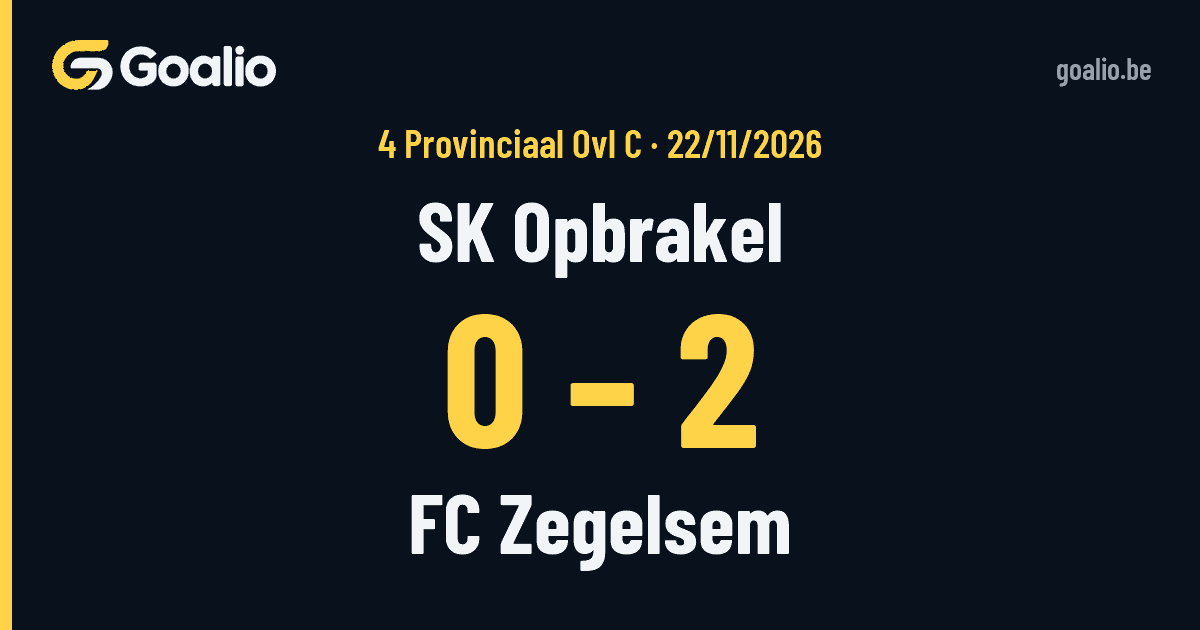 Goalio
goalio.be
4 Provinciaal Ovl C · 22/11/2026
SK Opbrakel
0 - 2
FC Zegelsem